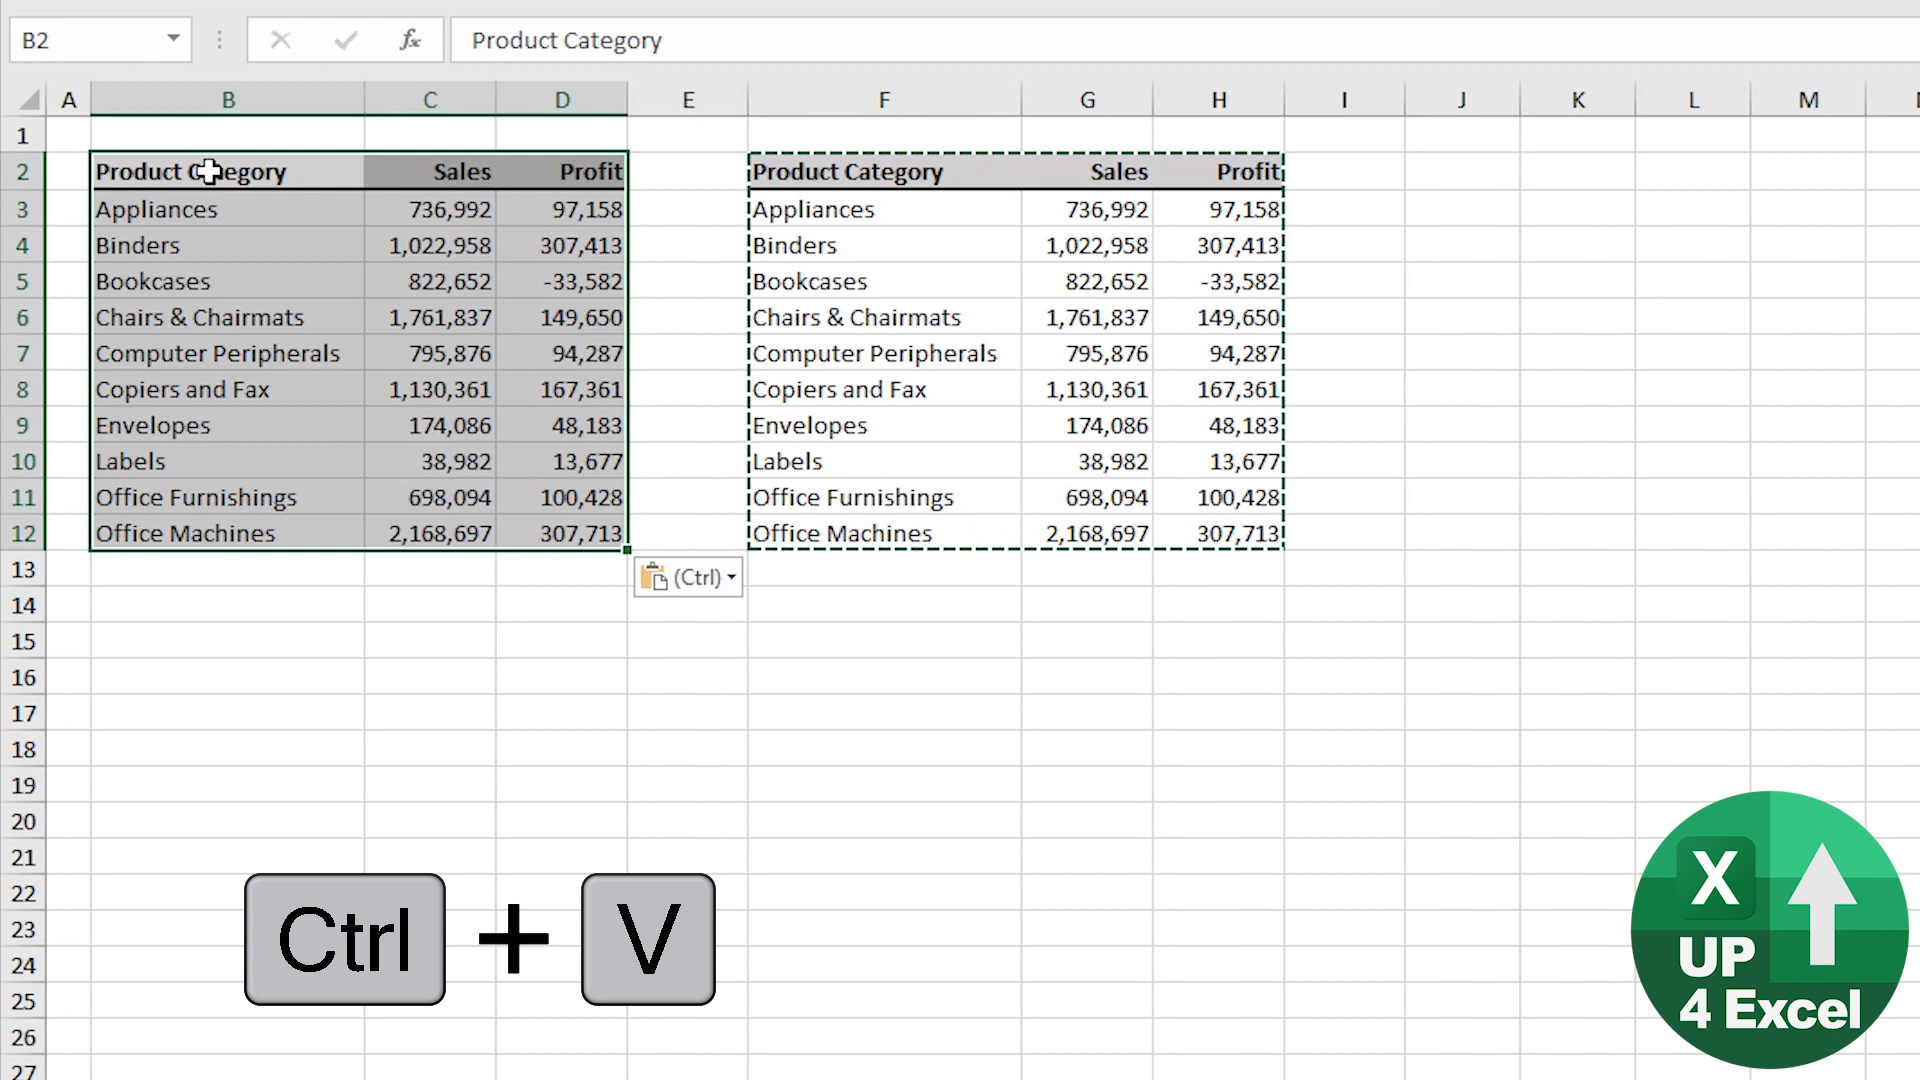 B2 fx Product Category
A B C D E F G H I J K L M
1
2 Product Category Sales Profit Product Category Sales Profit
3 Appliances 736,992 97,158 Appliances 736,992 97,158
4 Binders 1,022,958 307,413 Binders 1,022,958 307,413
5 Bookcases 822,652 -33,582 Bookcases 822,652 -33,582
6 Chairs & Chairmats 1,761,837 149,650 Chairs & Chairmats 1,761,837 149,650
7 Computer Peripherals 795,876 94,287 Computer Peripherals 795,876 94,287
8 Copiers and Fax 1,130,361 167,361 Copiers and Fax 1,130,361 167,361
9 Envelopes 174,086 48,183 Envelopes 174,086 48,183
10 Labels 38,982 13,677 Labels 38,982 13,677
11 Office Furnishings 698,094 100,428 Office Furnishings 698,094 100,428
12 Office Machines 2,168,697 307,713 Office Machines 2,168,697 307,713
13 (Ctrl)
14
15
16
17
18
19
20
21
22
23
24
25
26
27
Ctrl + V
X
UP
4 Excel